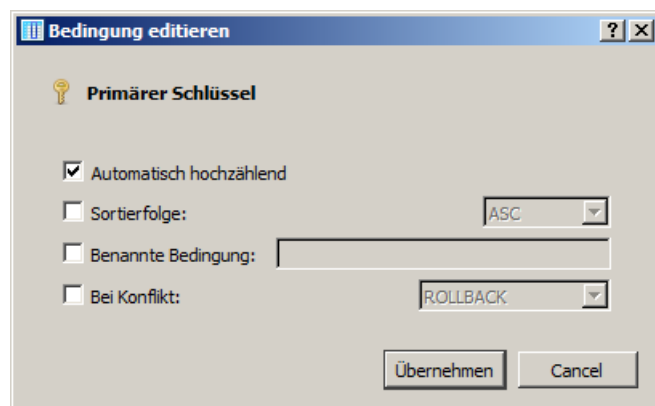 Bedingung editieren
Primärer Schlüssel
Automatisch hochzählend
Sortierfolge: ASC
Benannte Bedingung:
Bei Konflikt: ROLLBACK
Übernehmen Cancel